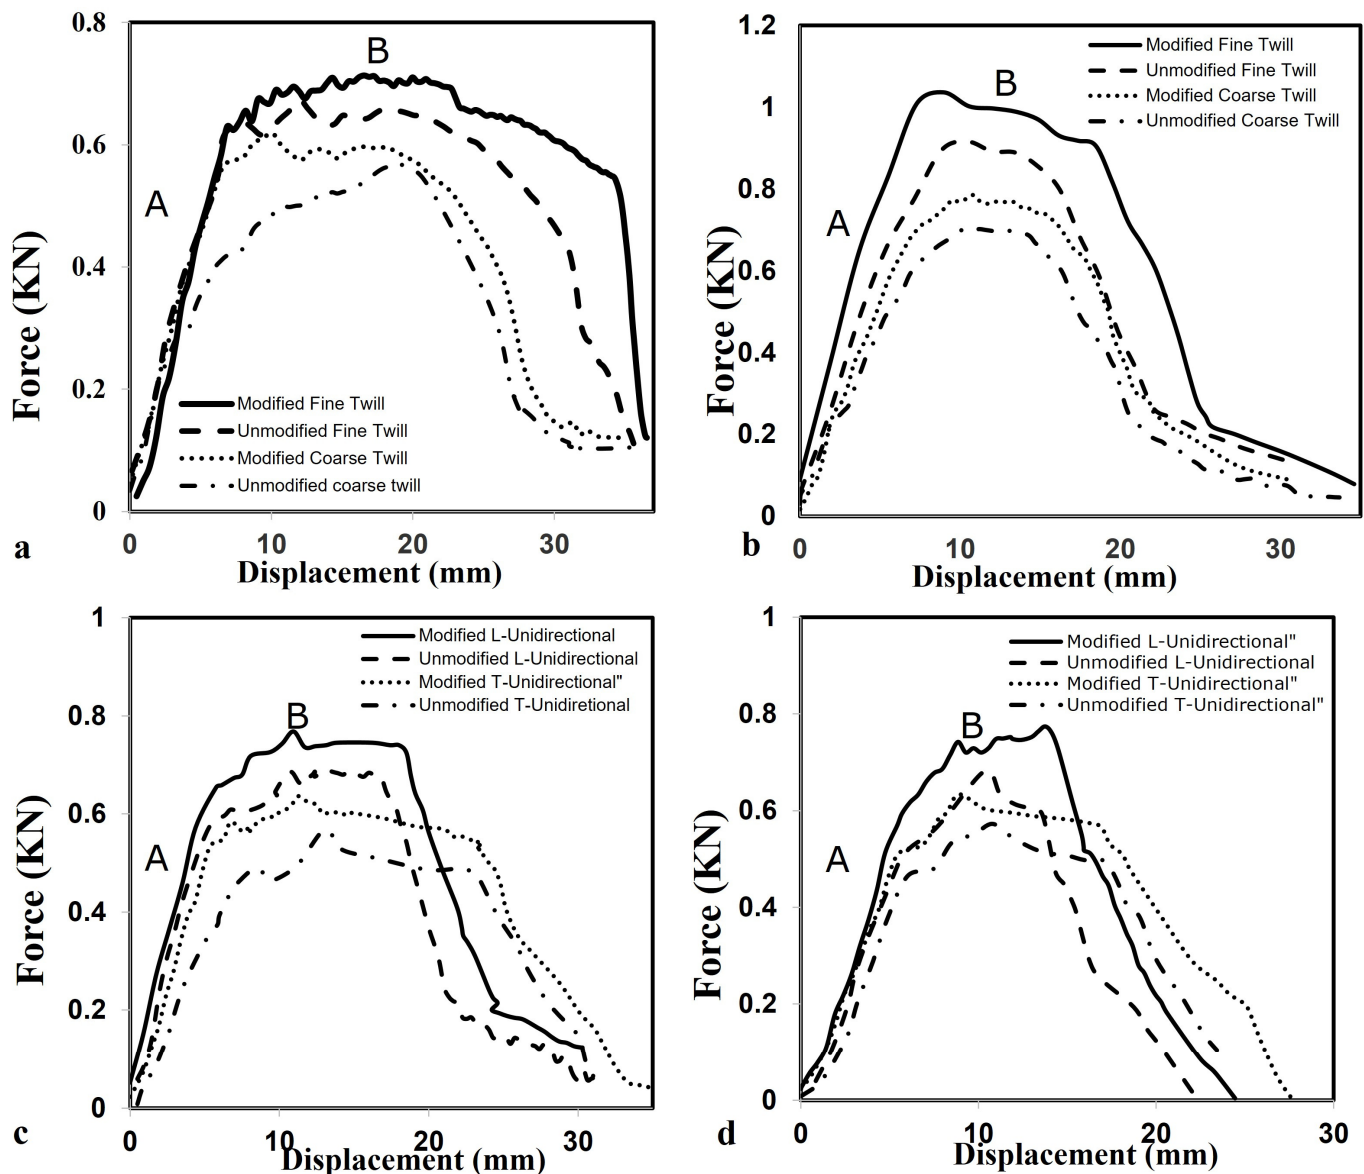 0.8
0.6
0.4
0.2
0
0
10
20
30
Force (KN)
Displacement (mm)
A
B
Modified Fine Twill
Unmodified Fine Twill
Modified Coarse Twill
Unmodified coarse twill
a
1.2
1
0.8
0.6
0.4
0.2
0
0
10
20
30
Force (KN)
Displacement (mm)
A
B
Modified Fine Twill
Unmodified Fine Twill
Modified Coarse Twill
Unmodified Coarse Twill
b
1
0.8
0.6
0.4
0.2
0
0
10
20
30
Force (KN)
Displacement (mm)
A
B
Modified L-Unidirectional
Unmodified L-Unidirectional
Modified T-Unidirectional"
Unmodified T-Unidiretional
c
1
0.8
0.6
0.4
0.2
0
0
10
20
30
Force (KN)
Displacement (mm)
A
B
Modified L-Unidirectional"
Unmodified L-Unidirectional
Modified T-Unidirectional"
Unmodified T-Unidirectional"
d